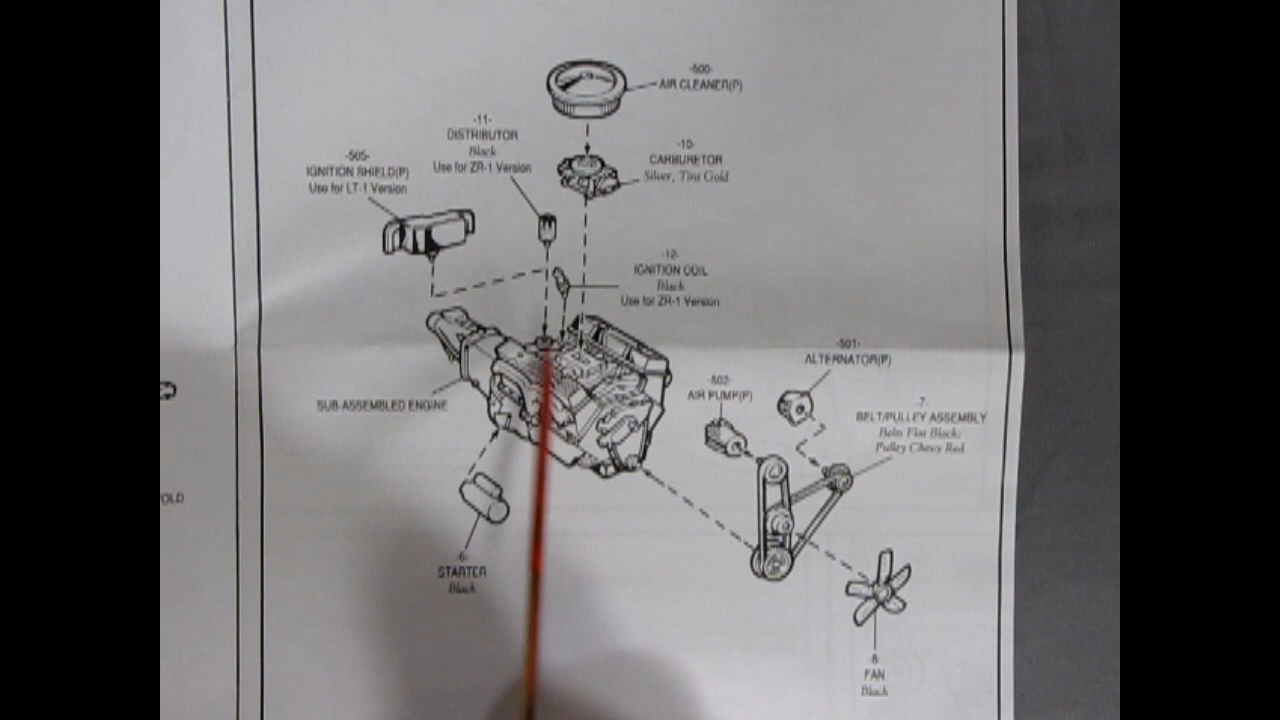 -500-
AIR CLEANER(P)
-11-
DISTRIBUTOR
Black
Use for ZR-1 Version
-10-
CARBURETOR
Silver, Tint Gold
-505-
IGNITION SHIELD(P)
Use for LT-1 Version
-12-
IGNITION COIL
Black
Use for ZR-1 Version
-501-
ALTERNATOR(P)
-502-
AIR PUMP(P)
-7-
BELT/PULLEY ASSEMBLY
Belts Flat Black;
Pulley Chevy Red
SUB-ASSEMBLED ENGINE
OLD
-6-
STARTER
Black
-8-
FAN
Black